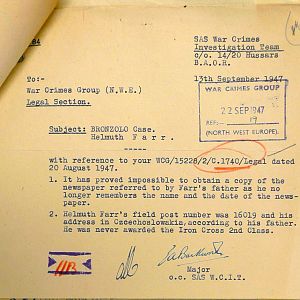 84
SAS War Crimes
Investigation Team
c/o. 14/20 Hussars
B.A.O.R.
To:-
13th September 1947
War Crimes Group (N.W.E.)
Legal Section.
WAR CRIMES GROUP
22 SEP 1947
REF:- 19
(NORTH WEST EUROPE).
Subject: BRONZOLO Case.
Helmuth Farr.
-----
with reference to your WCG/15228/2/C.1740/Legal dated
20 August 1947.
1. It has proved impossible to obtain a copy of the
newspaper referred to by Farr's father as he no
longer remembers the name and the date of the news-
paper.
2. Helmuth Farr's field post number was 16019 and his
address in Czechoslowakia, according to his father.
He was never awarded the Iron Cross 2nd Class.
Major
o.c. SAS W.C.I.T.